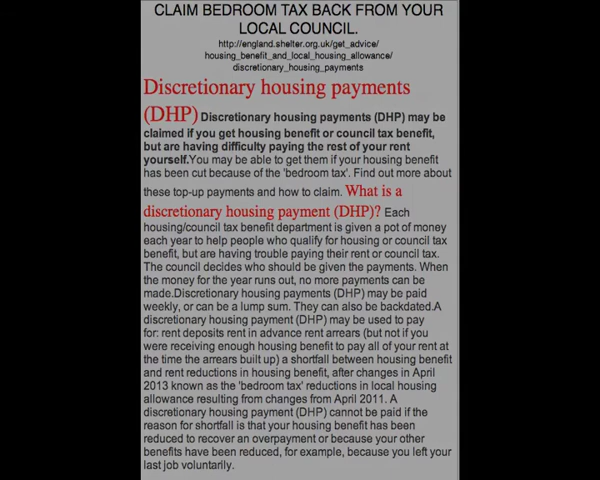 CLAIM BEDROOM TAX BACK FROM YOUR
LOCAL COUNCIL.
http://england.shelter.org.uk/get_advice/
housing_benefit_and_local_housing_allowance/
discretionary_housing_payments
Discretionary housing payments
(DHP) Discretionary housing payments (DHP) may be
claimed if you get housing benefit or council tax benefit,
but are having difficulty paying the rest of your rent
yourself.You may be able to get them if your housing benefit
has been cut because of the 'bedroom tax'. Find out more about
these top-up payments and how to claim. What is a
discretionary housing payment (DHP)? Each
housing/council tax benefit department is given a pot of money
each year to help people who qualify for housing or council tax
benefit, but are having trouble paying their rent or council tax.
The council decides who should be given the payments. When
the money for the year runs out, no more payments can be
made.Discretionary housing payments (DHP) may be paid
weekly, or can be a lump sum. They can also be backdated.A
discretionary housing payment (DHP) may be used to pay
for: rent deposits rent in advance rent arrears (but not if you
were receiving enough housing benefit to pay all of your rent at
the time the arrears built up) a shortfall between housing benefit
and rent reductions in housing benefit, after changes in April
2013 known as the 'bedroom tax' reductions in local housing
allowance resulting from changes from April 2011. A
discretionary housing payment (DHP) cannot be paid if the
reason for shortfall is that your housing benefit has been
reduced to recover an overpayment or because your other
benefits have been reduced, for example, because you left your
last job voluntarily.